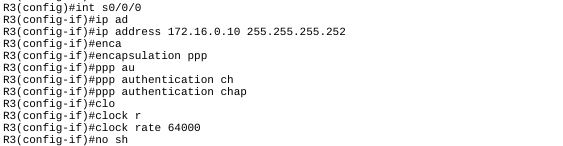 R3(config)#int s0/0/0
R3(config-if)#ip ad
R3(config-if)#ip address 172.16.0.10 255.255.255.252
R3(config-if)#enca
R3(config-if)#encapsulation ppp
R3(config-if)#ppp au
R3(config-if)#ppp authentication ch
R3(config-if)#ppp authentication chap
R3(config-if)#clo
R3(config-if)#clock r
R3(config-if)#clock rate 64000
R3(config-if)#no sh